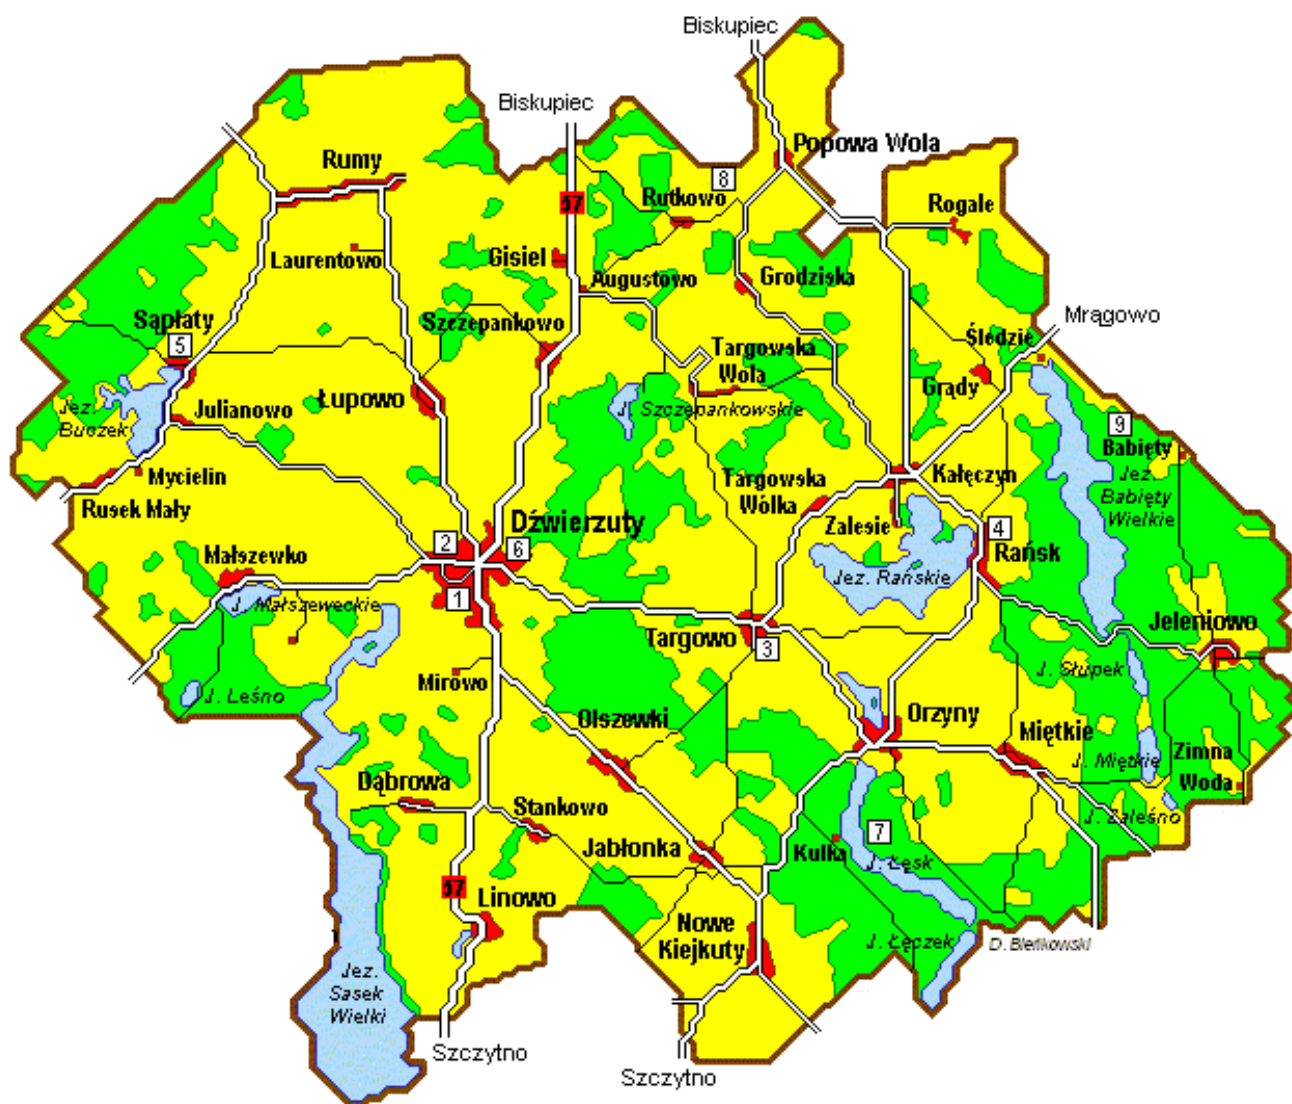 Biskupiec
Biskupiec
Popowa Wola
Rumy
8
Rutkowo
57
Rogale
Laurentowo
Gisiel
Augustowo
Grodziska
Sąpłaty
5
Szczepankowo
Mrągowo
Śledzie
Targowska
Wola
Grądy
Jez.
Buczek
Julianowo
Łupowo
J. Szczepankowskie
9
Babięty
Jez.
Babięty
Wielkie
Mycielin
Rusek Mały
Targowska
Wólka
Kałęczyn
Dźwierzuty
Zalesie
4
Rańsk
2
6
Małszewko
J. Małszeweckie
1
Jez. Rańskie
Targowo
3
Jeleniowo
J. Słupek
Mirowo
J. Leśno
Olszewki
Orzyny
Miętkie
J. Miętkie
Zimna
Woda
Dąbrowa
Stankowo
J. Zaleśno
7
Jabłonka
Kulka
J. Łęsk
57
Linowo
Nowe
Kiejkuty
J. Łęczek
D. Bieńkowski
Jez.
Sasek
Wielki
Szczytno
Szczytno